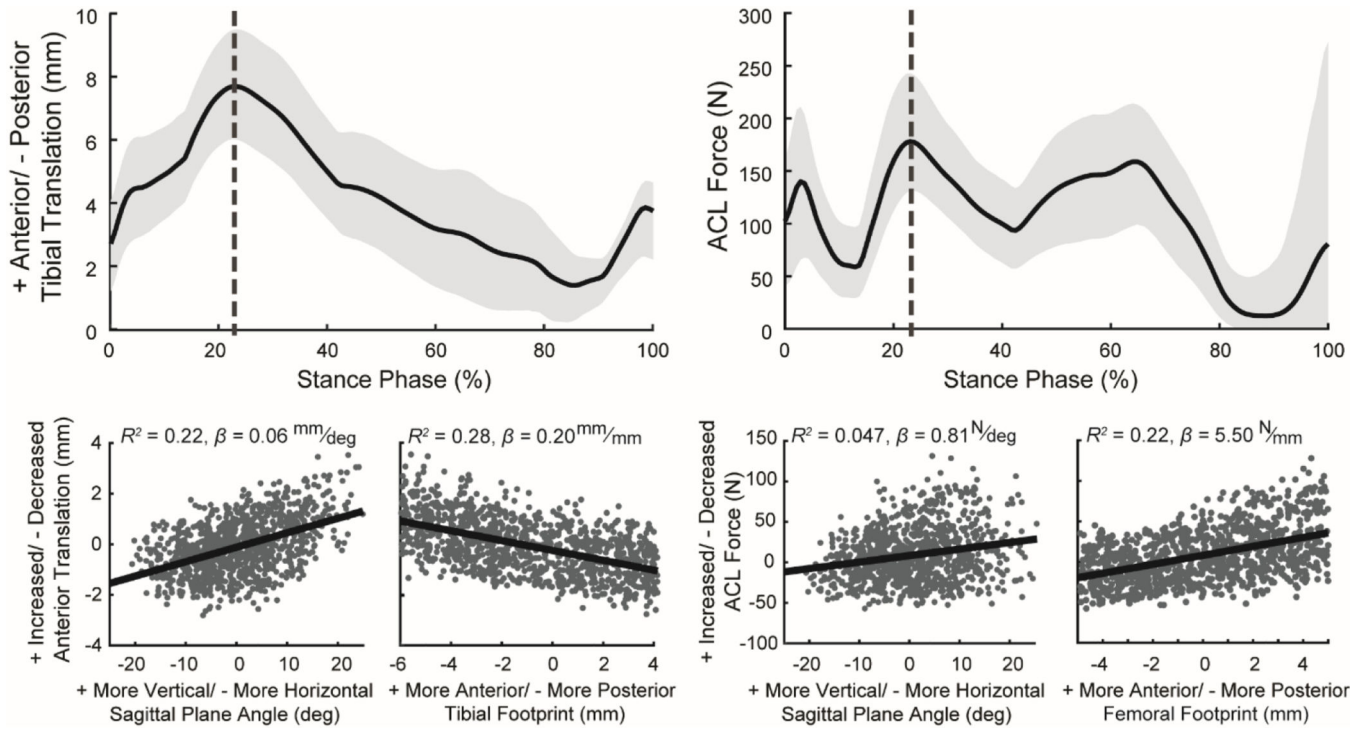 + Anterior/ - Posterior
Tibial Translation (mm)
10
8
6
4
2
0
0 20 40 60 80 100
Stance Phase (%)
ACL Force (N)
300
250
200
150
100
50
0
0 20 40 60 80 100
Stance Phase (%)
+ Increased/ - Decreased
Anterior Translation (mm)
4
2
0
-2
-4
R² = 0.22, β = 0.06 mm/deg
-20 -10 0 10 20
+ More Vertical/ - More Horizontal
Sagittal Plane Angle (deg)
R² = 0.28, β = 0.20 mm/mm
-6 -4 -2 0 2 4
+ More Anterior/ - More Posterior
Tibial Footprint (mm)
+ Increased/ - Decreased
ACL Force (N)
150
100
50
0
-50
-100
R² = 0.047, β = 0.81 N/deg
-20 -10 0 10 20
+ More Vertical/ - More Horizontal
Sagittal Plane Angle (deg)
R² = 0.22, β = 5.50 N/mm
-4 -2 0 2 4
+ More Anterior/ - More Posterior
Femoral Footprint (mm)